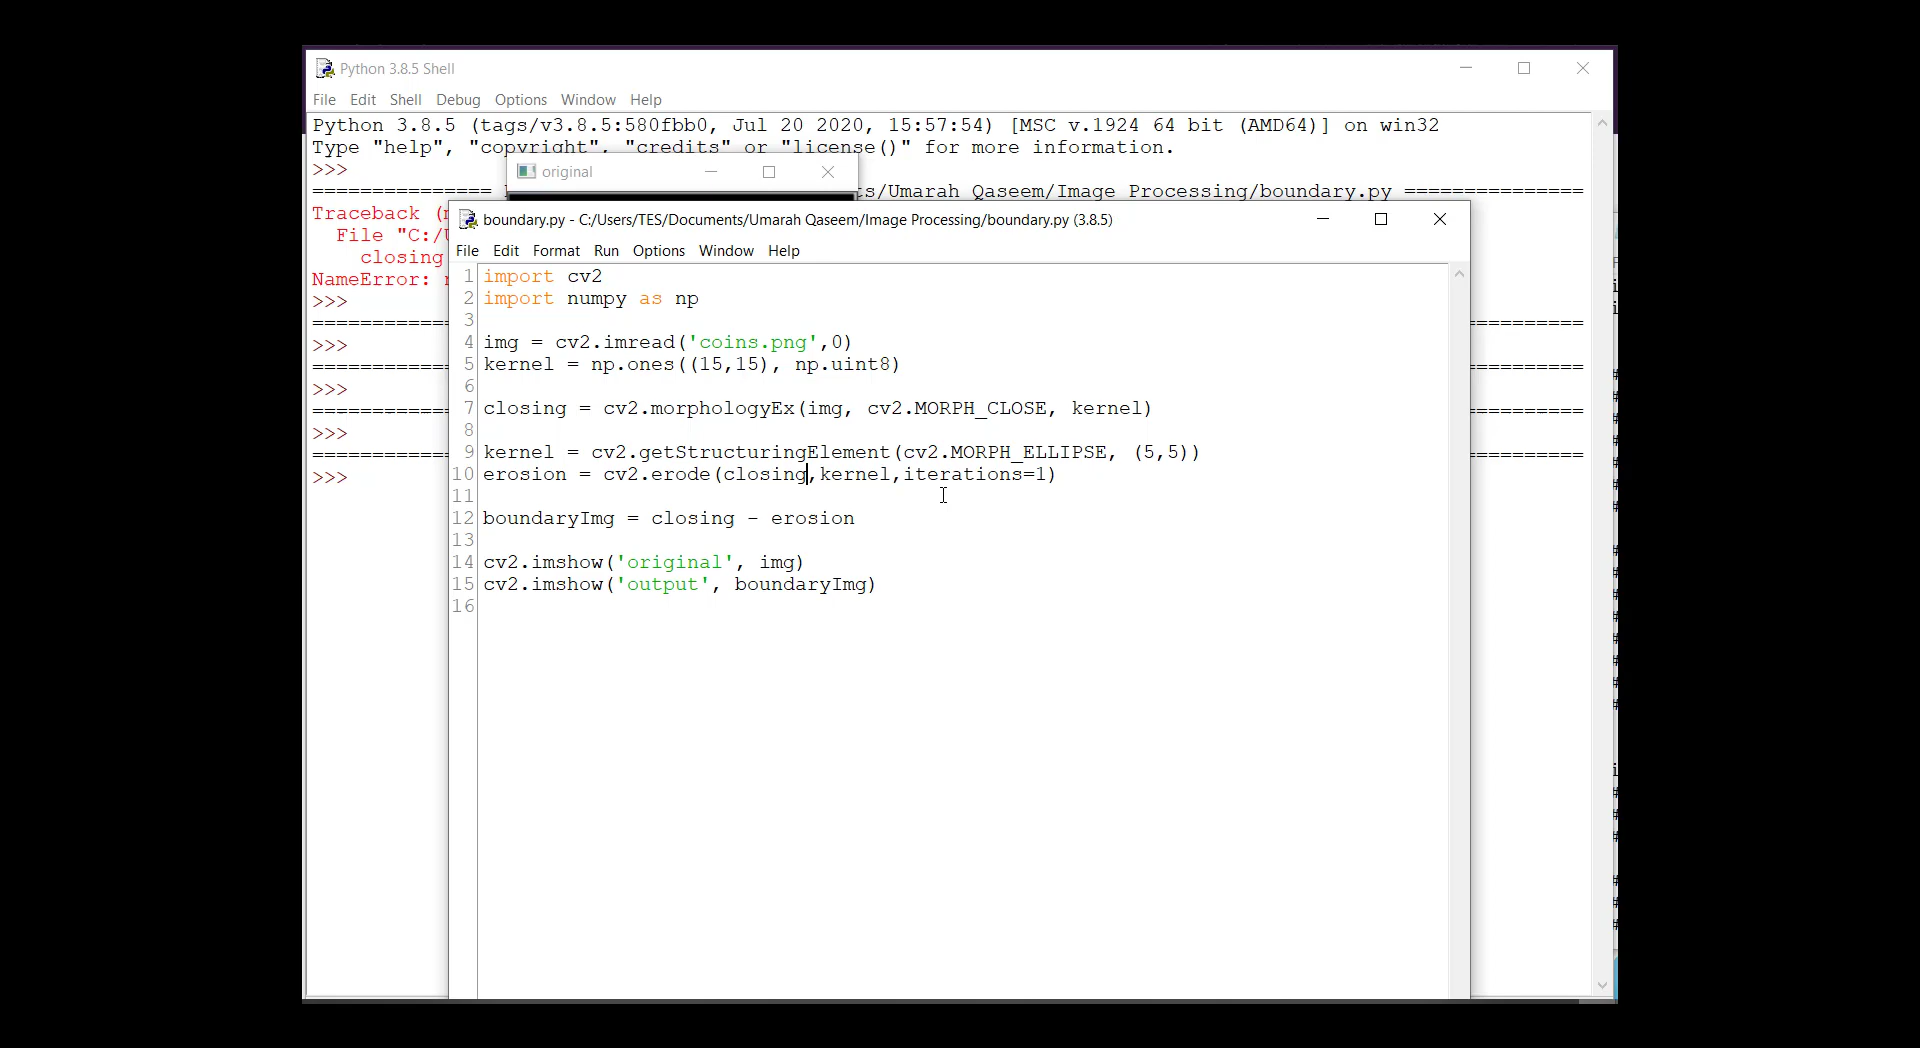 Python 3.8.5 Shell
File Edit Shell Debug Options Window Help
Python 3.8.5 (tags/v3.8.5:580fbb0, Jul 20 2020, 15:57:54) [MSC v.1924 64 bit (AMD64)] on win32
Type "help", "copyright", "credits" or "license()" for more information.
>>>
original
=============== ts/Umarah Qaseem/Image Processing/boundary.py ===============
Traceback (
File "C:/
closing
NameError:
>>>
>>>
>>>
>>>
>>>
boundary.py - C:/Users/TES/Documents/Umarah Qaseem/Image Processing/boundary.py (3.8.5)
File Edit Format Run Options Window Help
1 import cv2
2 import numpy as np
3
4 img = cv2.imread('coins.png',0)
5 kernel = np.ones((15,15), np.uint8)
6
7 closing = cv2.morphologyEx(img, cv2.MORPH_CLOSE, kernel)
8
9 kernel = cv2.getStructuringElement(cv2.MORPH_ELLIPSE, (5,5))
10 erosion = cv2.erode(closing,kernel,iterations=1)
11
12 boundaryImg = closing - erosion
13
14 cv2.imshow('original', img)
15 cv2.imshow('output', boundaryImg)
16